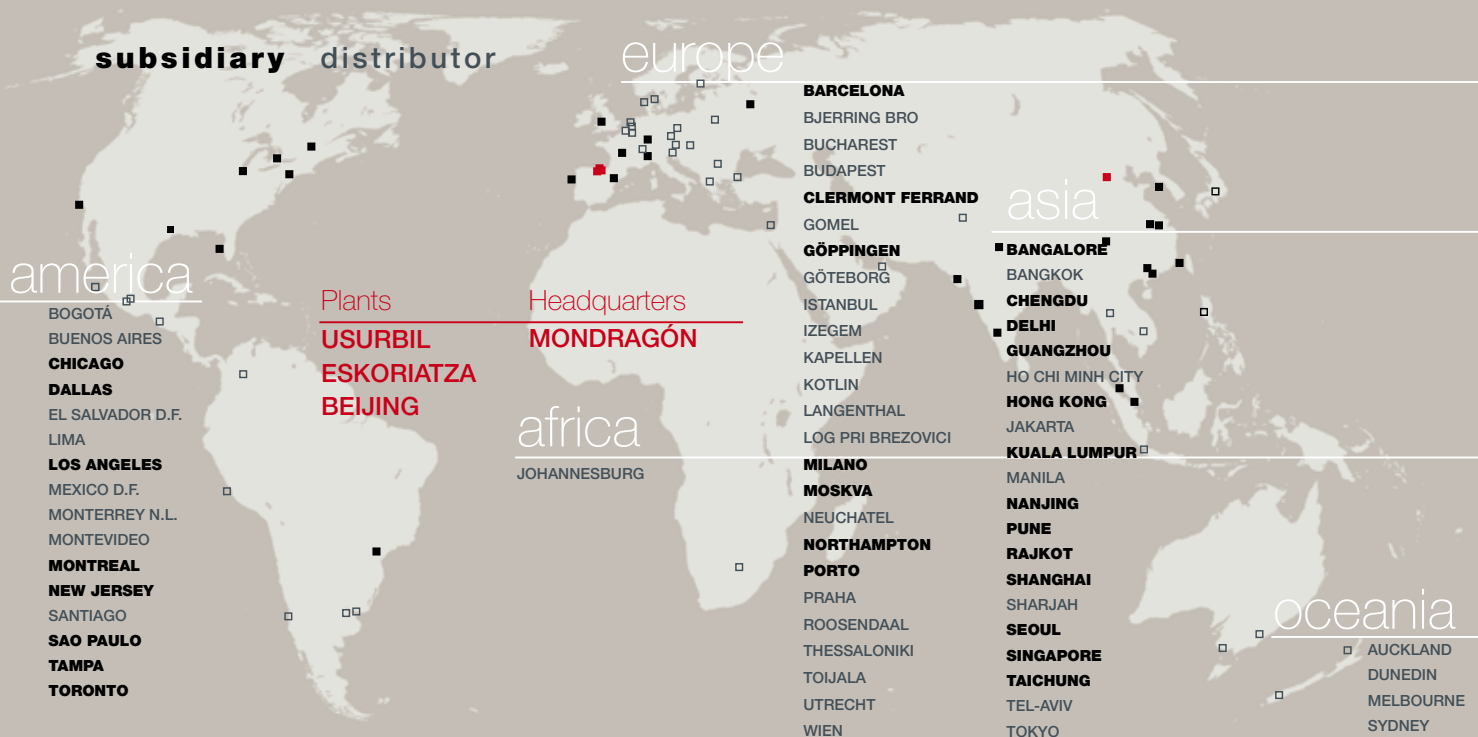 subsidiary distributor
europe
BARCELONA
BJERRING BRO
BUCHAREST
BUDAPEST
CLERMONT FERRAND
GOMEL
GÖPPINGEN
GÖTEBORG
ISTANBUL
IZEGEM
KAPELLEN
KOTLIN
LANGENTHAL
LOG PRI BREZOVICI
MILANO
MOSKVA
NEUCHATEL
NORTHAMPTON
PORTO
PRAHA
ROOSENDAAL
THESSALONIKI
TOIJALA
UTRECHT
WIEN
asia
BANGALORE
BANGKOK
CHENGDU
DELHI
GUANGZHOU
HO CHI MINH CITY
HONG KONG
JAKARTA
KUALA LUMPUR
MANILA
NANJING
PUNE
RAJKOT
SHANGHAI
SHARJAH
SEOUL
SINGAPORE
TAICHUNG
TEL-AVIV
TOKYO
america
BOGOTÁ
BUENOS AIRES
CHICAGO
DALLAS
EL SALVADOR D.F.
LIMA
LOS ANGELES
MEXICO D.F.
MONTERREY N.L.
MONTEVIDEO
MONTREAL
NEW JERSEY
SANTIAGO
SAO PAULO
TAMPA
TORONTO
Plants
USURBIL
ESKORIATZA
BEIJING
Headquarters
MONDRAGÓN
africa
JOHANNESBURG
oceania
AUCKLAND
DUNEDIN
MELBOURNE
SYDNEY